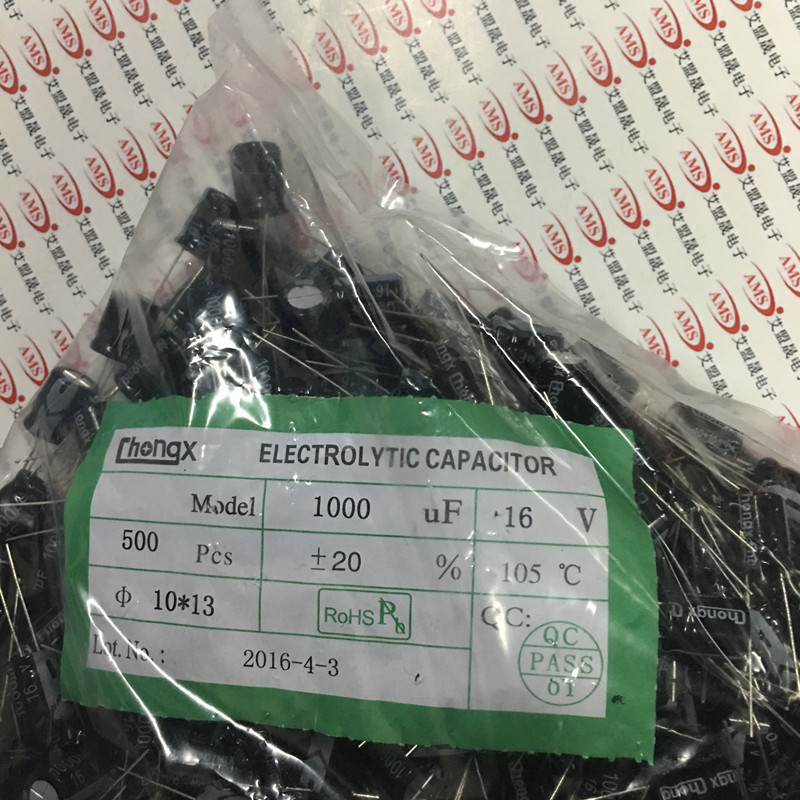 AMS 艾盟晟电子
Chongx ELECTROLYTIC CAPACITOR
Model 1000 uF 16 V
500 Pcs ±20 % 105 ℃
Φ 10*13 RoHS QC:
Lot. No.: 2016-4-3
QC
PASS
01
Chongx